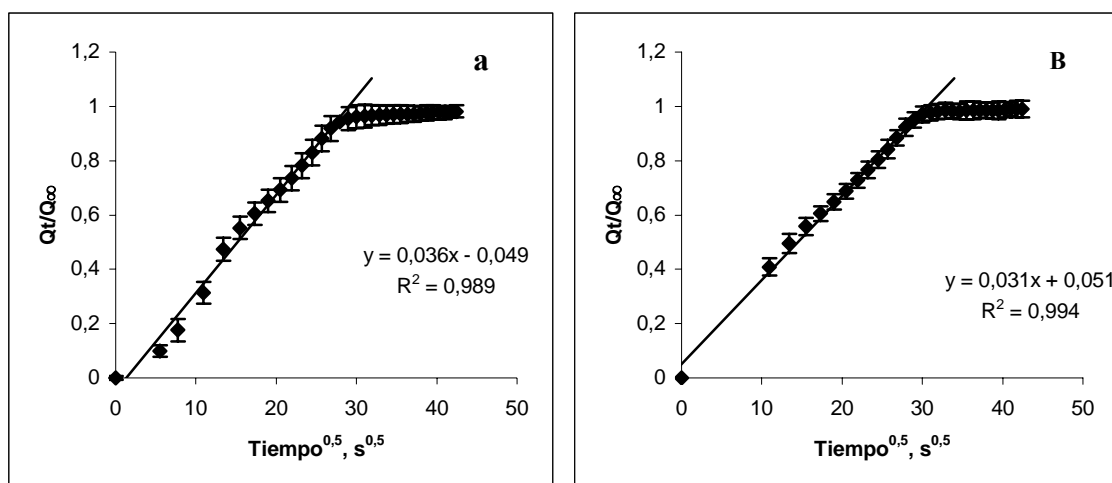 a
1,2
1
0,8
0,6
0,4
0,2
0
Qt/Q∞
y = 0,036x - 0,049
R² = 0,989
0 10 20 30 40 50
Tiempo^0,5, s^0,5
B
1,2
1
0,8
0,6
0,4
0,2
0
Qt/Q∞
y = 0,031x + 0,051
R² = 0,994
0 10 20 30 40 50
Tiempo^0,5, s^0,5